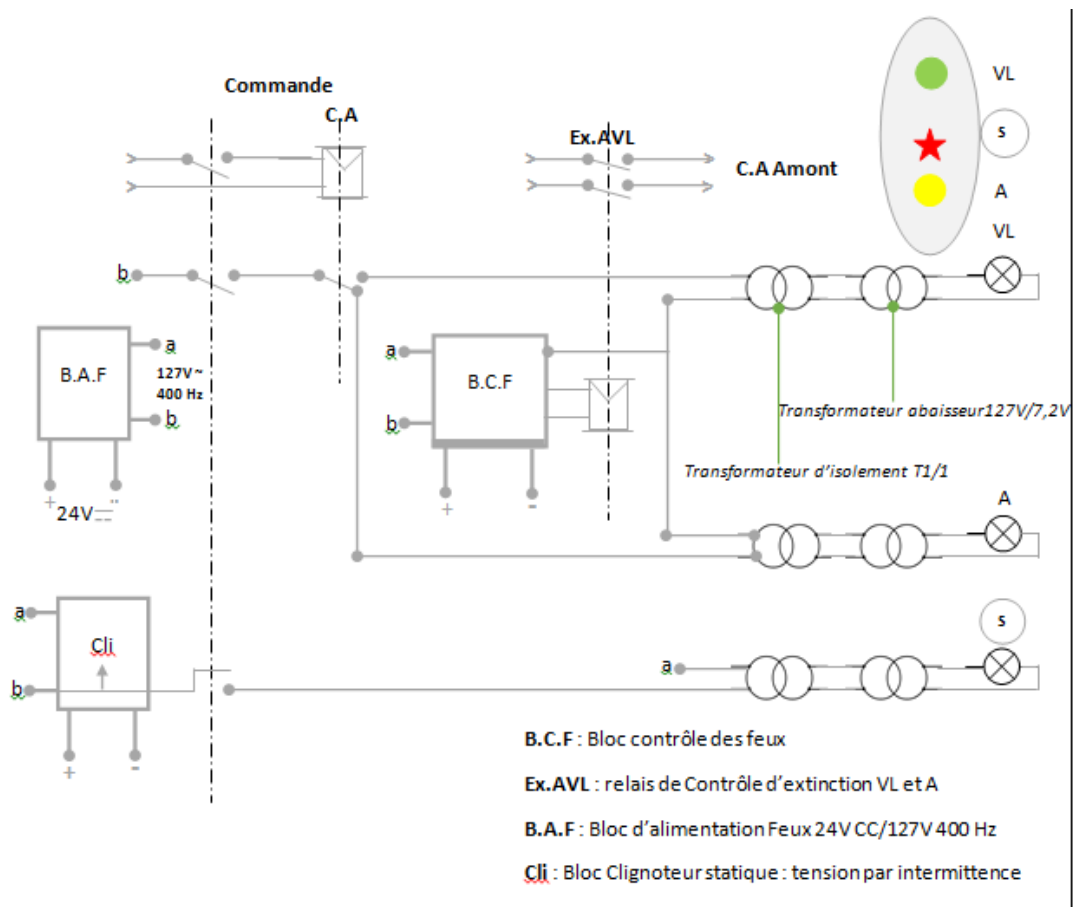 Commande
C.A
Ex.AVL
C.A Amont
VL
S
A
VL
b
B.A.F
a
127V~
400 Hz
b
+
24V
a
B.C.F
b
+ -
Transformateur abaisseur127V/7,2V
Transformateur d'isolement T1/1
A
a
Cli
b
+ -
S
a
B.C.F : Bloc contrôle des feux
Ex.AVL : relais de Contrôle d'extinction VL et A
B.A.F : Bloc d'alimentation Feux 24V CC/127V 400 Hz
Cli : Bloc Clignoteur statique : tension par intermittence